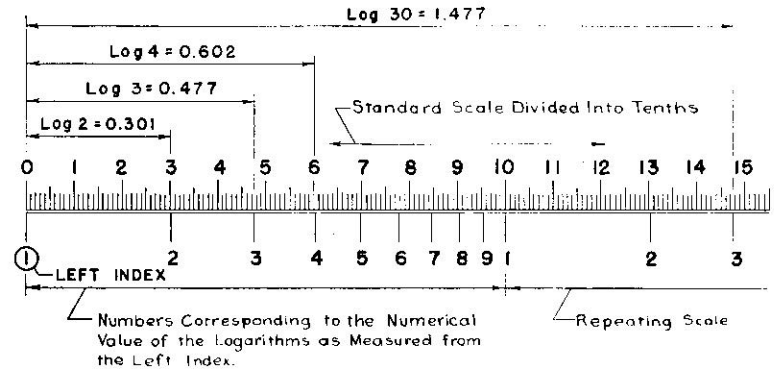 Log 30 = 1.477
Log 4 = 0.602
Log 3 = 0.477
Standard Scale Divided Into Tenths
Log 2 = 0.301
0 1 2 3 4 5 6 7 8 9 10 11 12 13 14 15
1 2 3 4 5 6 7 8 9 1 2 3
LEFT INDEX
Numbers Corresponding to the Numerical
Repeating Scale
Value of the Logarithms as Measured from
the Left Index.